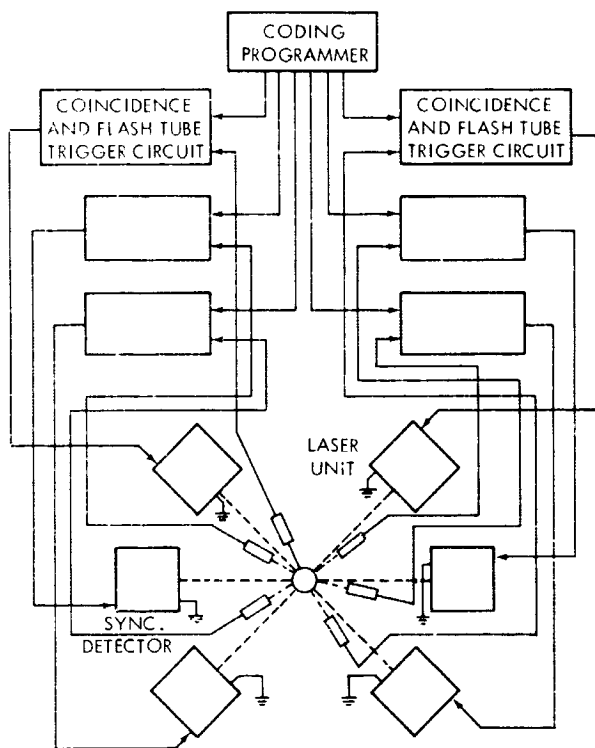 CODING
PROGRAMMER
COINCIDENCE
AND FLASH TUBE
TRIGGER CIRCUIT
COINCIDENCE
AND FLASH TUBE
TRIGGER CIRCUIT
LASER
UNIT
SYNC.
DETECTOR